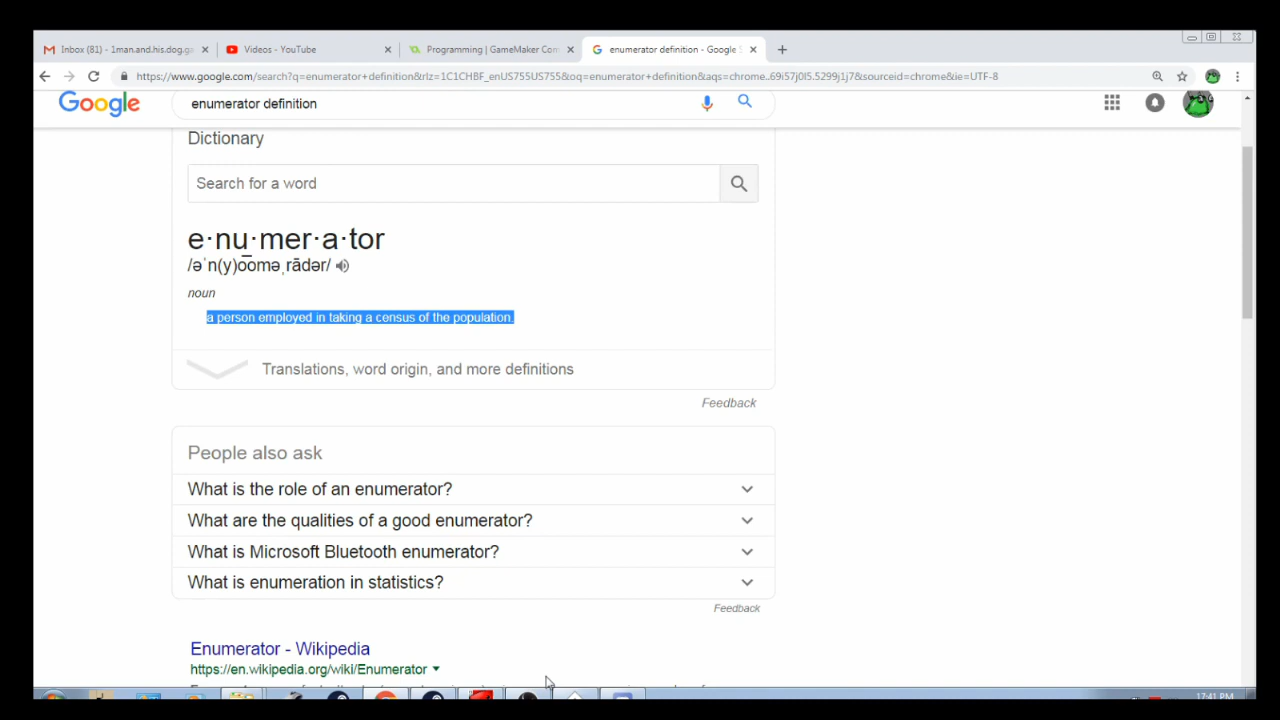 Inbox (81) - 1man.and.his.dog.ga
Videos - YouTube
Programming | GameMaker Com
enumerator definition - Google S
https://www.google.com/search?q=enumerator+definition&rlz=1C1CHBF_enUS755US755&oq=enumerator+definition&aqs=chrome..69i57j0l5.5299j1j7&sourceid=chrome&ie=UTF-8
Google
enumerator definition
Dictionary
Search for a word
e·nu·mer·a·tor
/əˈn(y)o͞oməˌrādər/
noun
a person employed in taking a census of the population.
Translations, word origin, and more definitions
Feedback
People also ask
What is the role of an enumerator?
What are the qualities of a good enumerator?
What is Microsoft Bluetooth enumerator?
What is enumeration in statistics?
Feedback
Enumerator - Wikipedia
https://en.wikipedia.org/wiki/Enumerator
17:41 PM